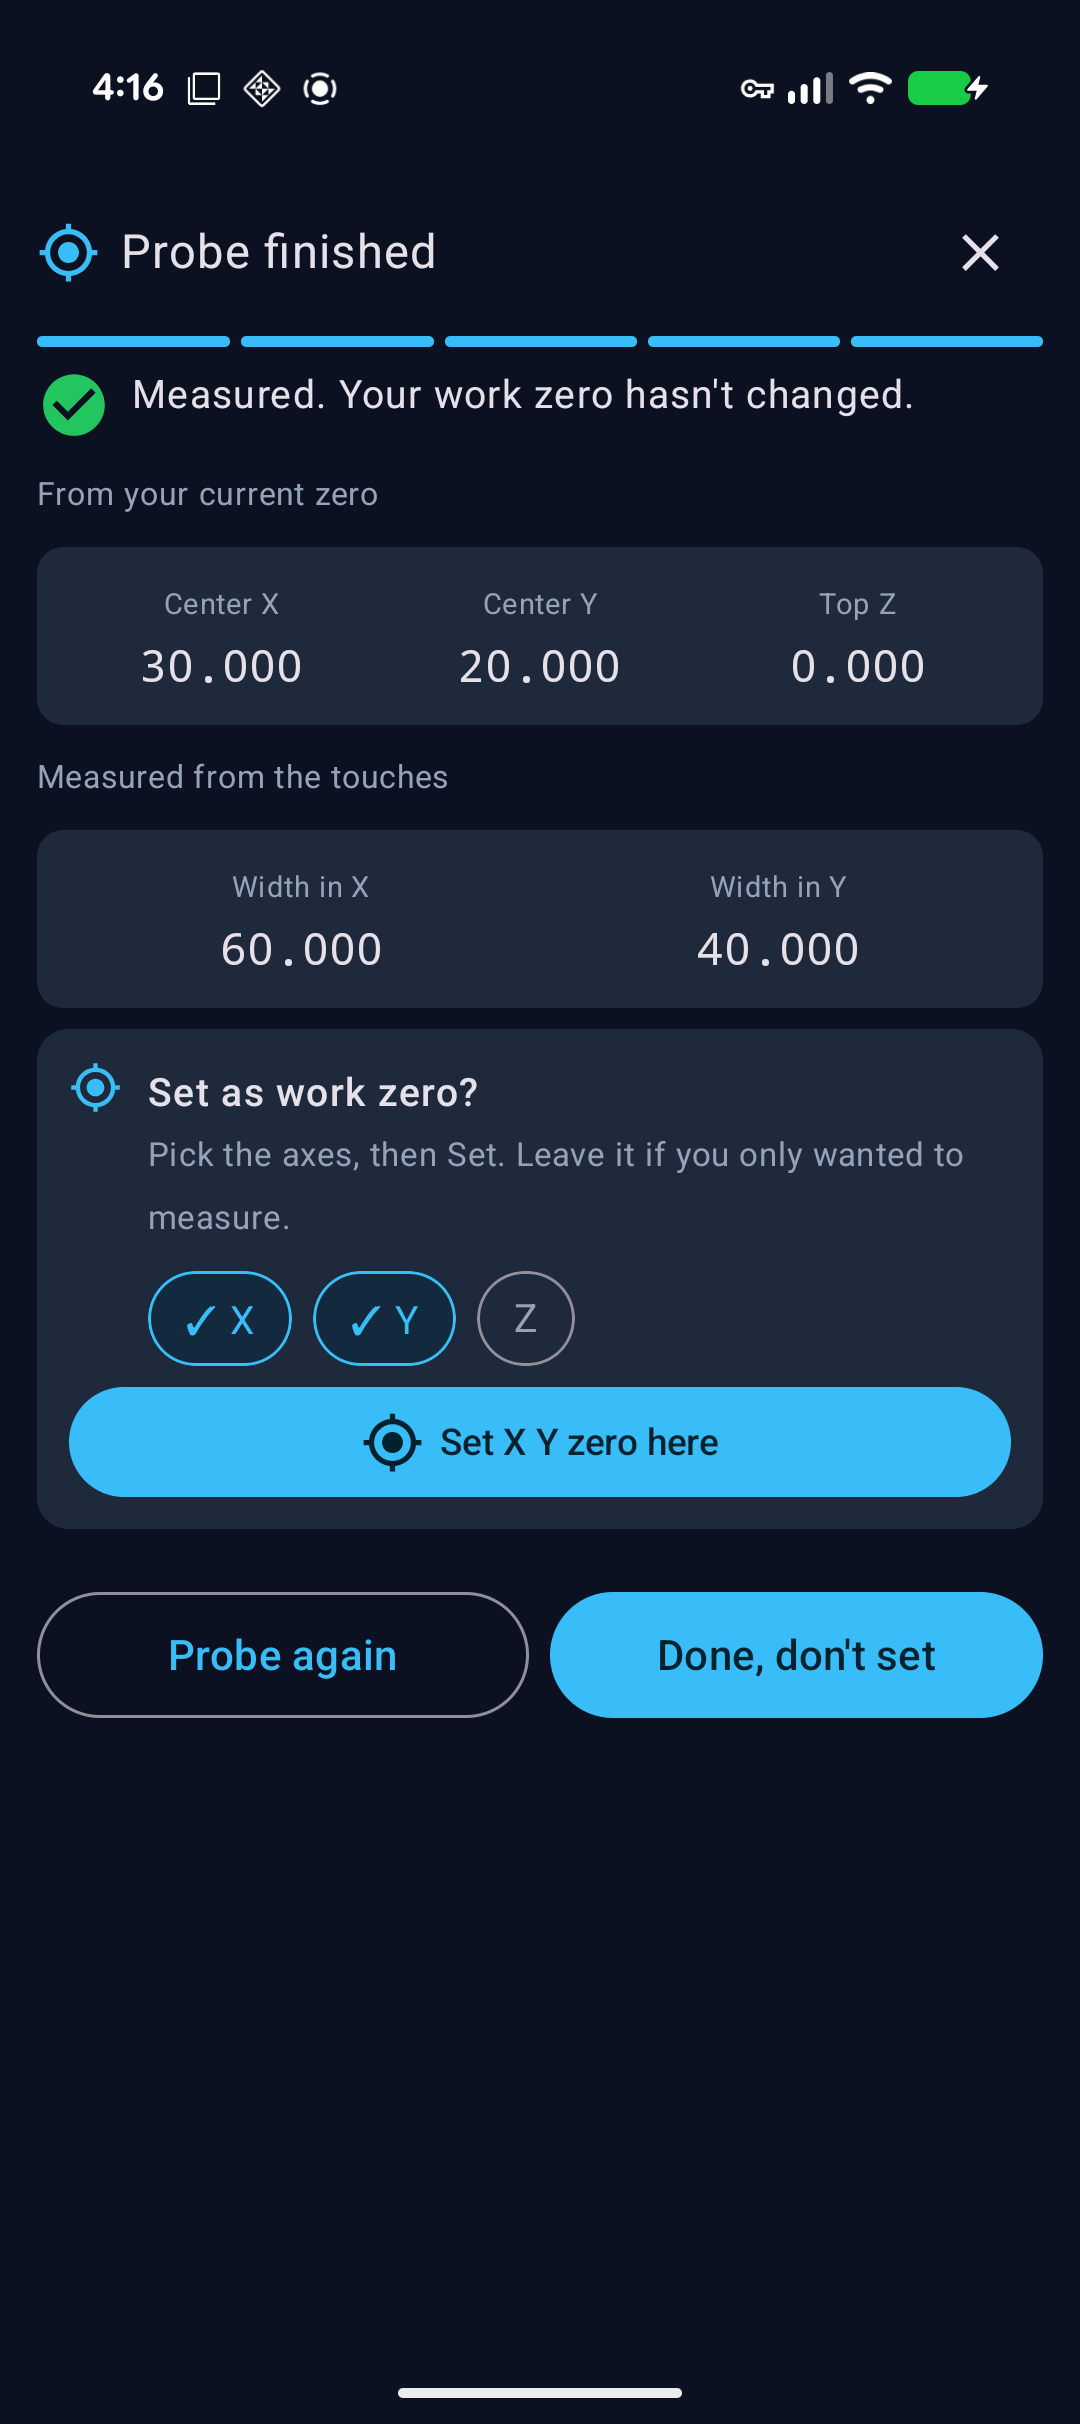 4:16
Probe finished
Measured. Your work zero hasn't changed.
From your current zero
Center X Center Y Top Z
30.000 20.000 0.000
Measured from the touches
Width in X Width in Y
60.000 40.000
Set as work zero?
Pick the axes, then Set. Leave it if you only wanted to
measure.
✓ X ✓ Y Z
Set X Y zero here
Probe again Done, don't set